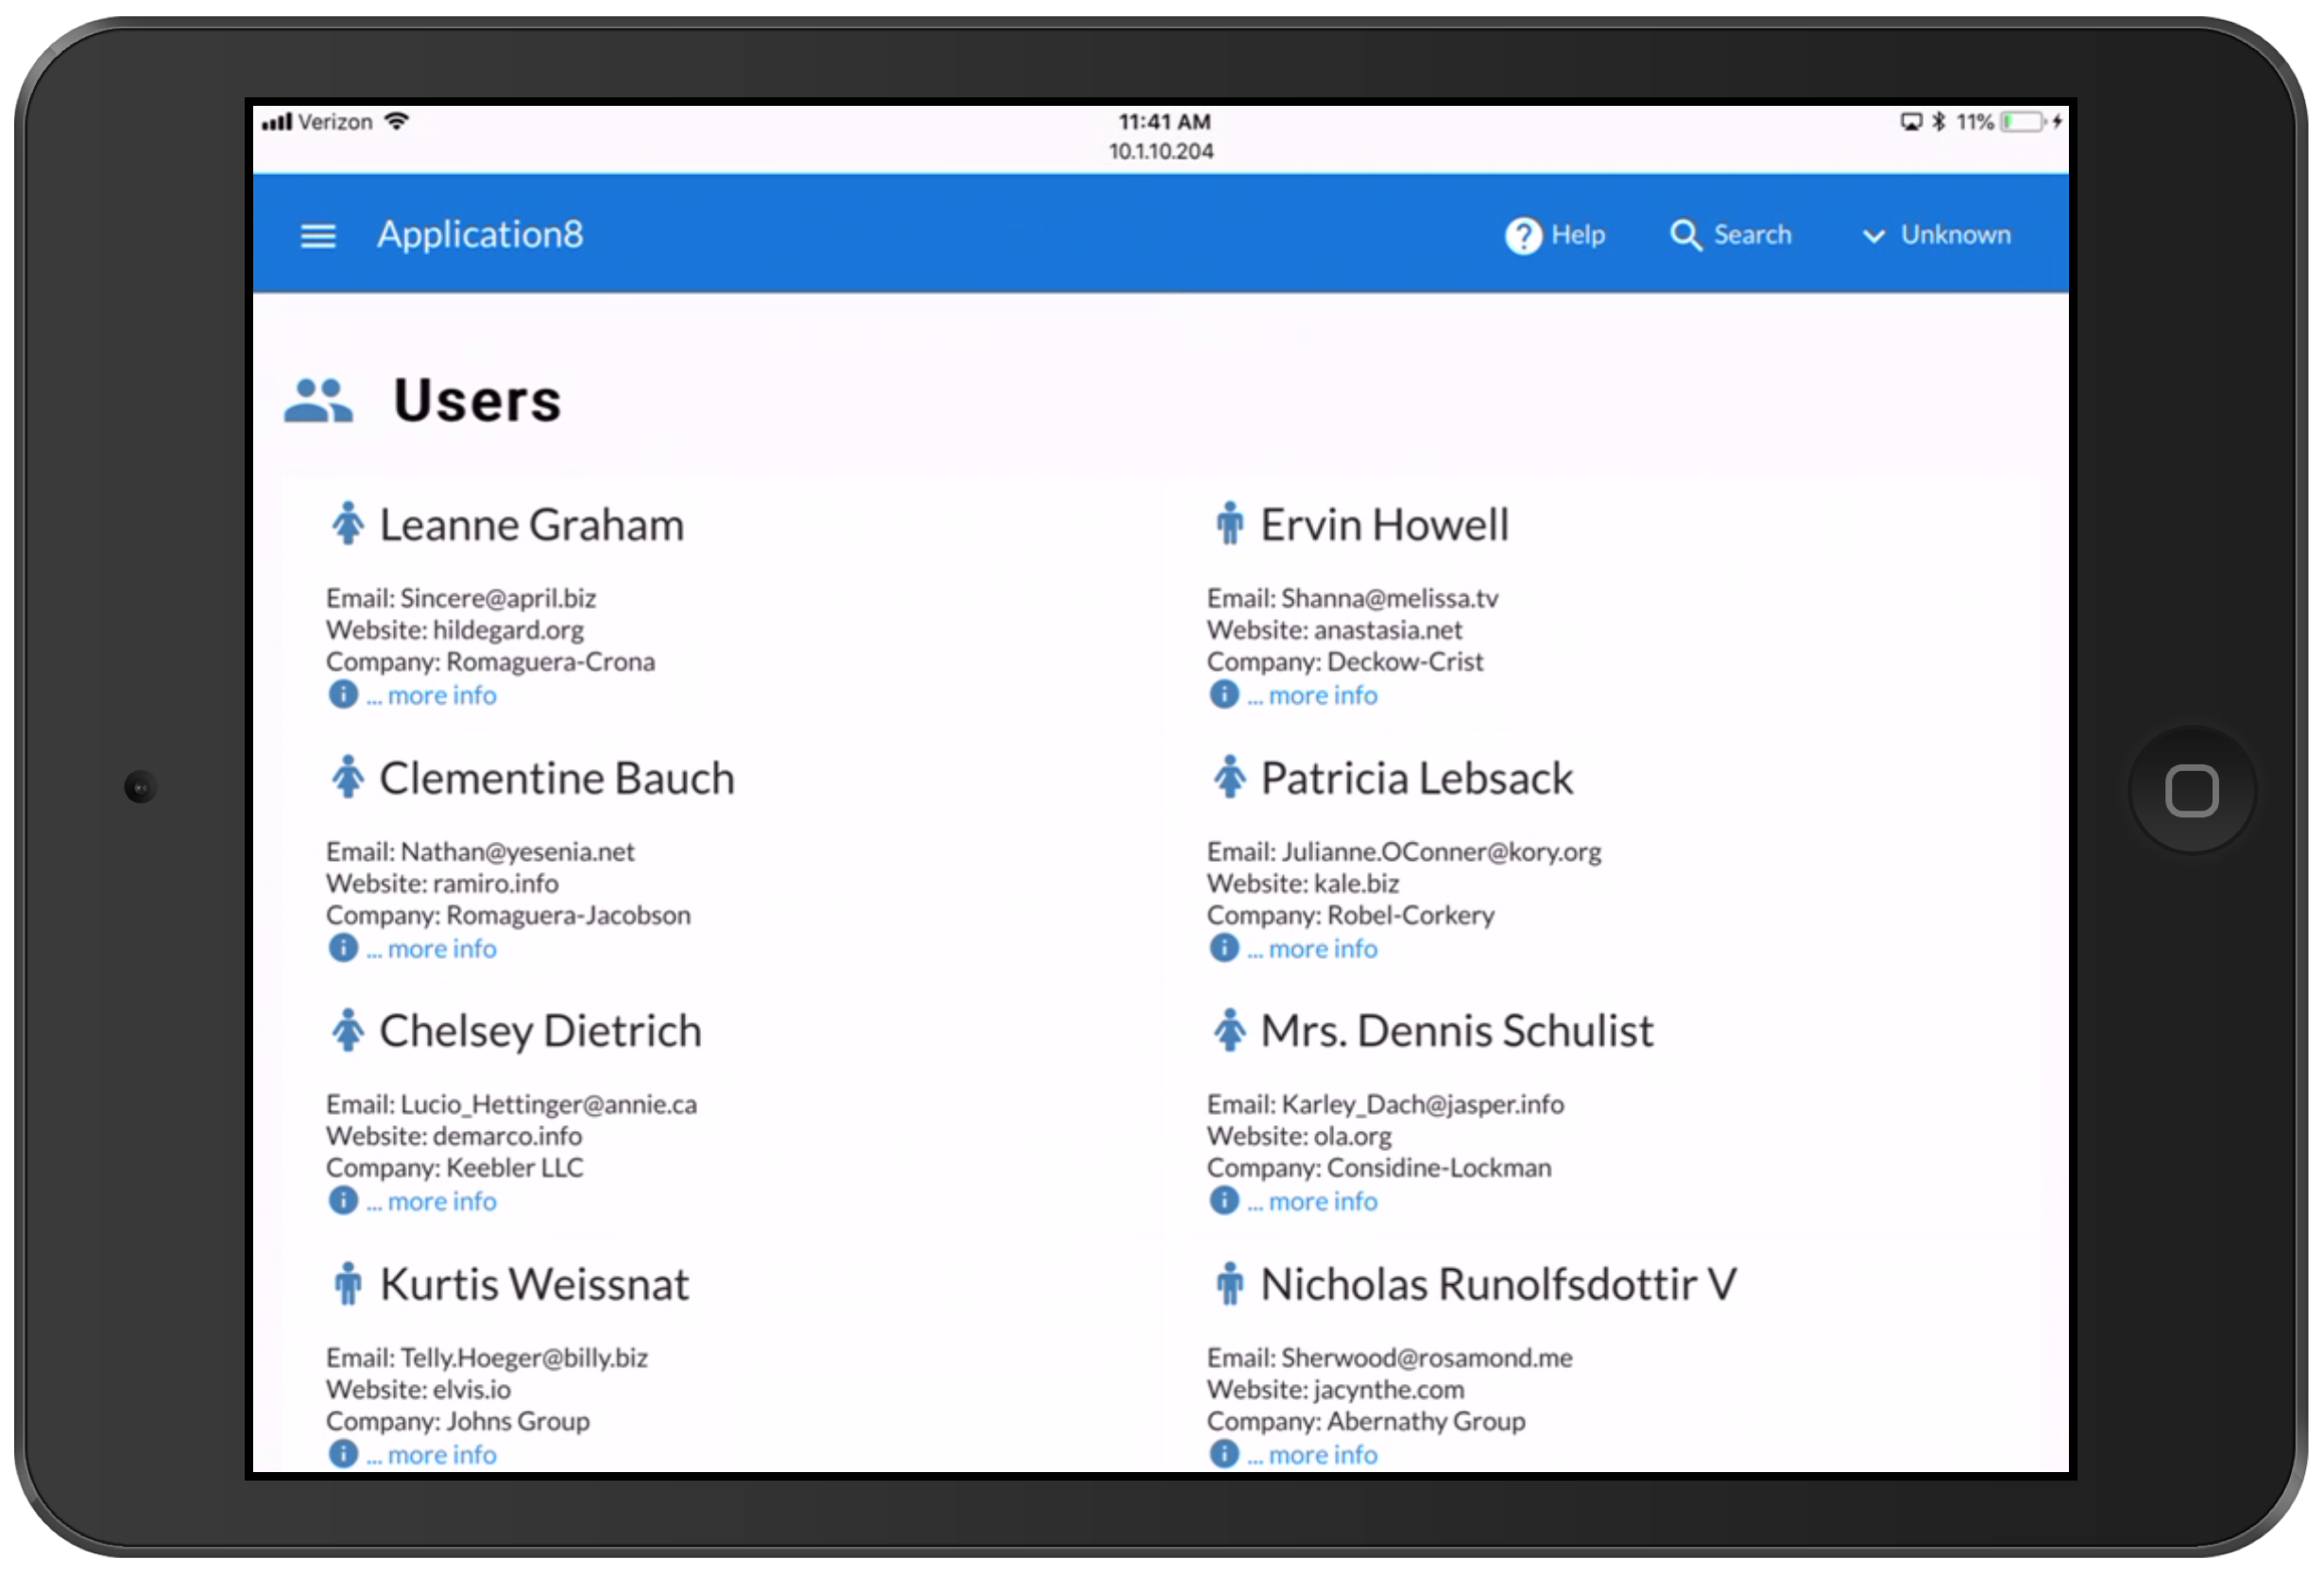 Verizon
11:41 AM
11%
10.1.10.204
Application8
Help
Search
Unknown
Users
Leanne Graham
Email: Sincere@april.biz
Website: hildegard.org
Company: Romaguera-Crona
... more info
Ervin Howell
Email: Shanna@melissa.tv
Website: anastasia.net
Company: Deckow-Crist
... more info
Clementine Bauch
Email: Nathan@yesenia.net
Website: ramiro.info
Company: Romaguera-Jacobson
... more info
Patricia Lebsack
Email: Julianne.OConner@kory.org
Website: kale.biz
Company: Robel-Corkery
... more info
Chelsey Dietrich
Email: Lucio_Hettinger@annie.ca
Website: demarco.info
Company: Keebler LLC
... more info
Mrs. Dennis Schulist
Email: Karley_Dach@jasper.info
Website: ola.org
Company: Considine-Lockman
... more info
Kurtis Weissnat
Email: Telly.Hoeger@billy.biz
Website: elvis.io
Company: Johns Group
... more info
Nicholas Runolfsdottir V
Email: Sherwood@rosamond.me
Website: jacynthe.com
Company: Abernathy Group
... more info